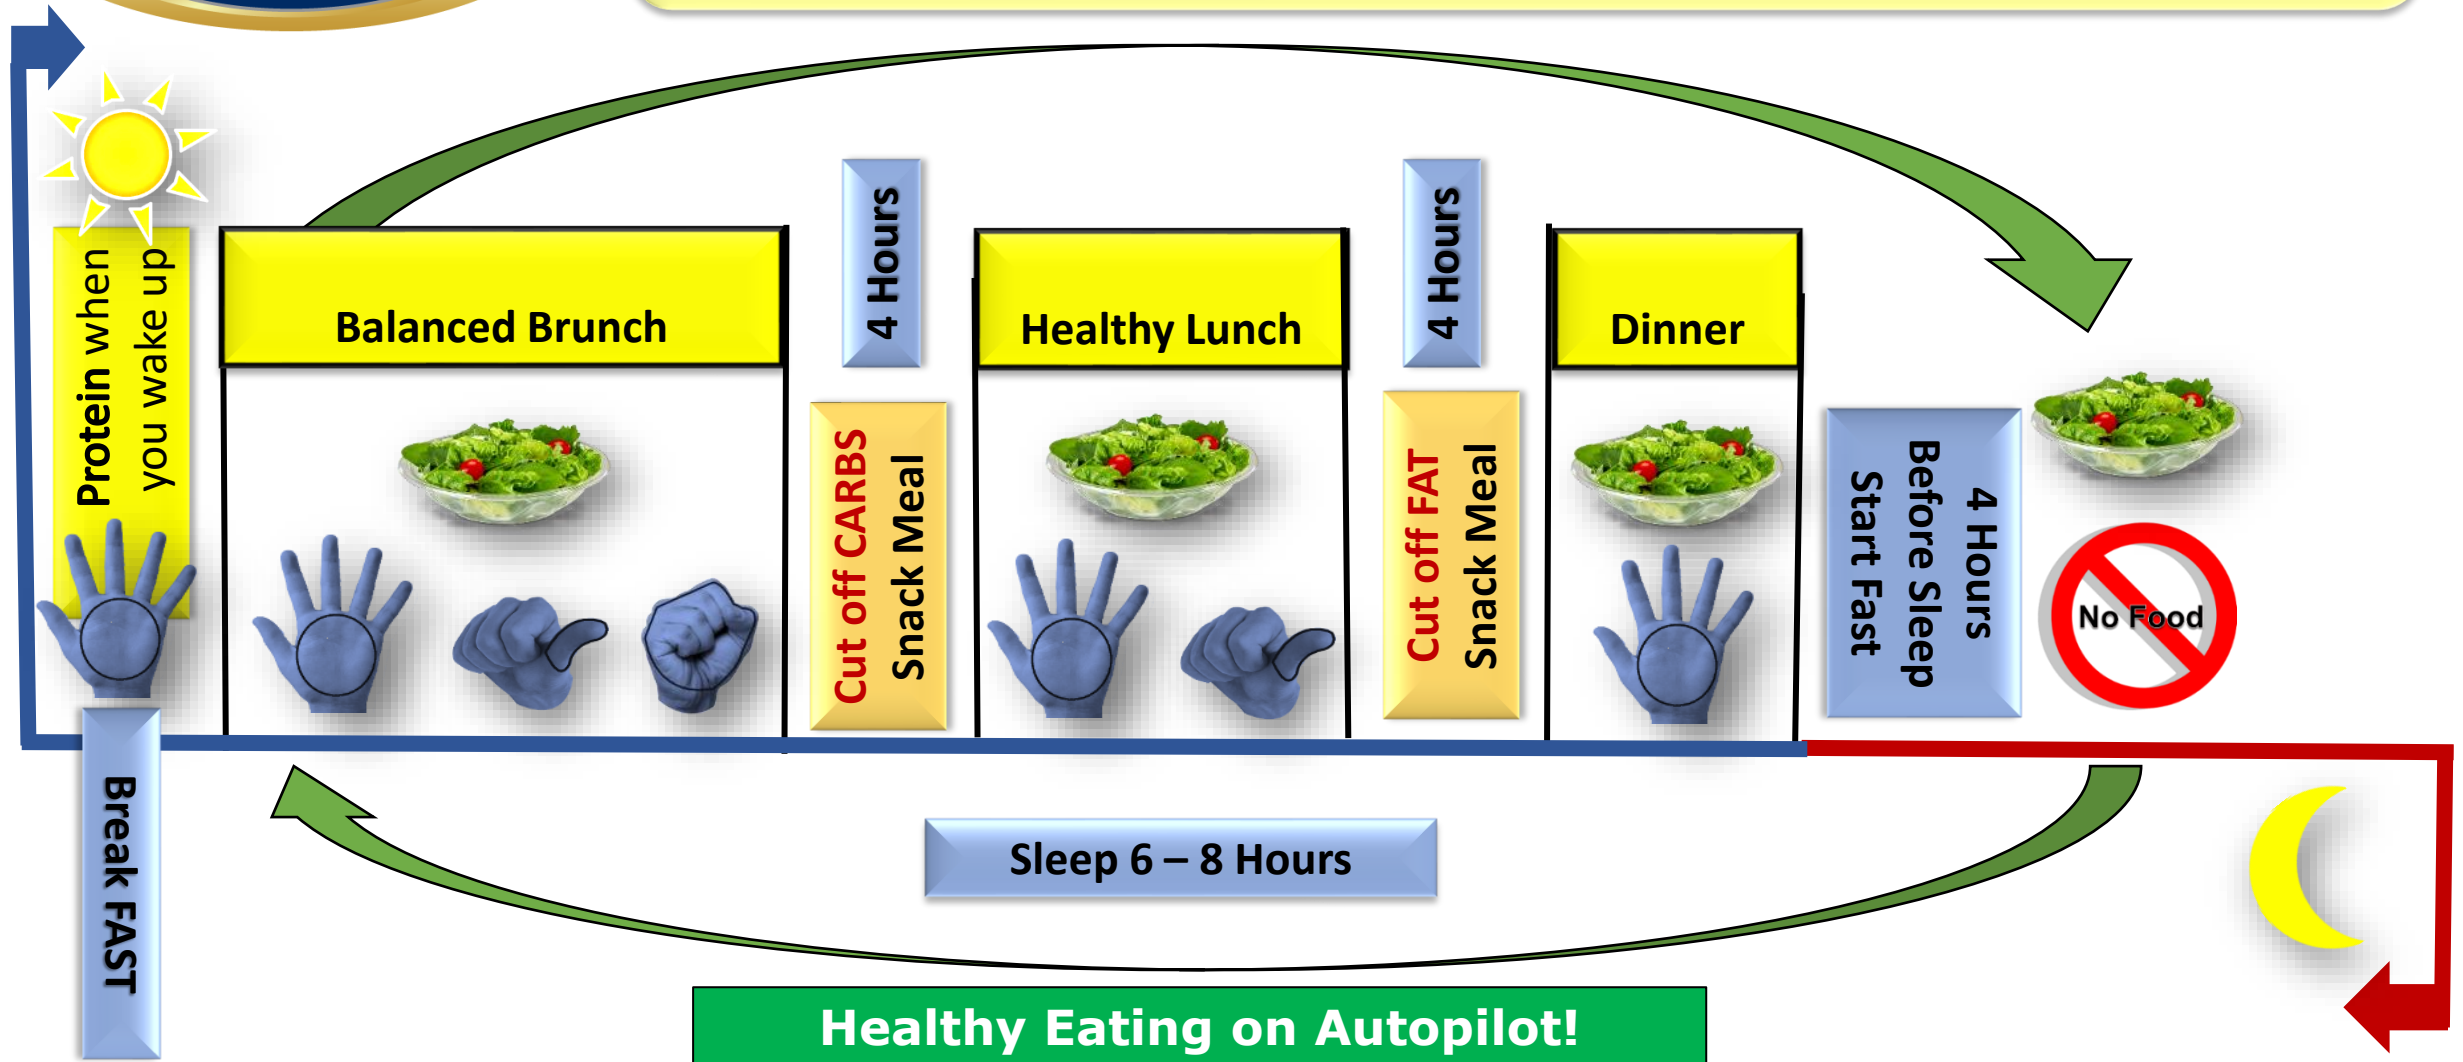 Protein when
you wake up
Break FAST
Balanced Brunch
4 Hours
Cut off CARBS
Snack Meal
Healthy Lunch
4 Hours
Cut off FAT
Snack Meal
Dinner
4 Hours
Before Sleep
Start Fast
No Food
Sleep 6 – 8 Hours
Healthy Eating on Autopilot!